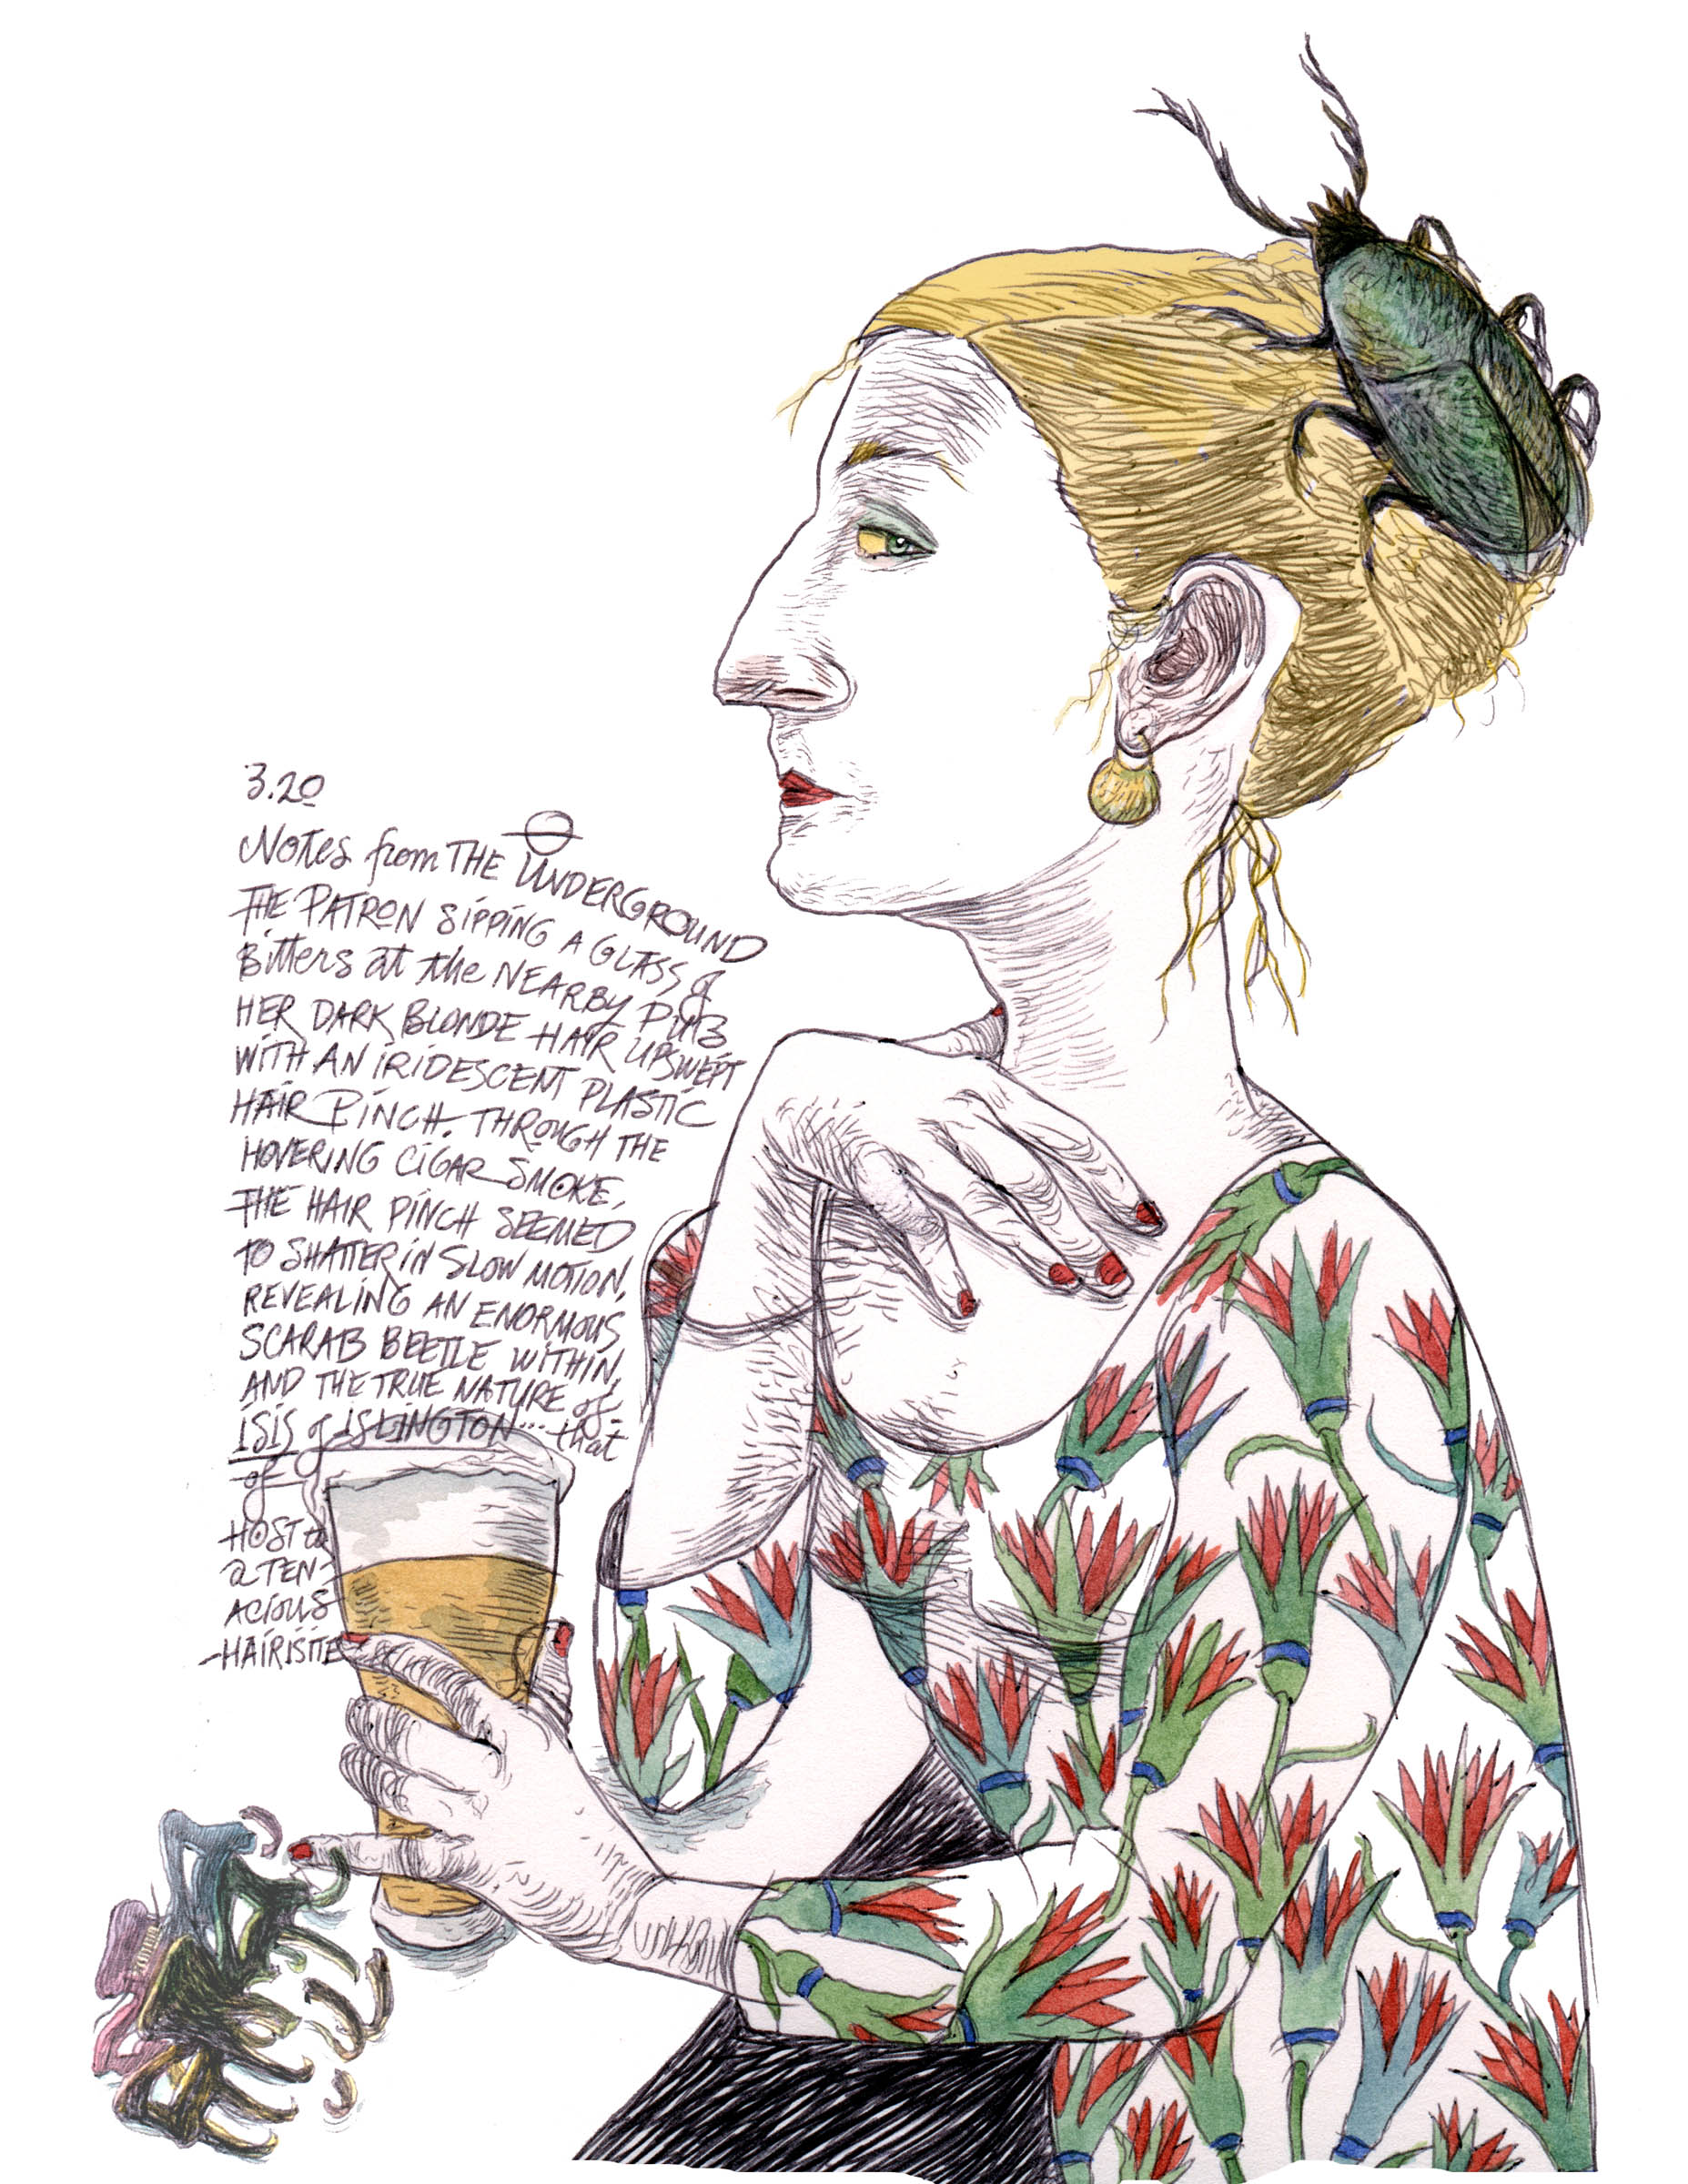 3.20
Notes from THE UNDERGROUND
THE PATRON SIPPING A GLASS of
Bitters at the NEARBY PUB
HER DARK BLONDE HAIR UPSWEPT
WITH AN IRIDESCENT PLASTIC
HAIR PINCH. THROUGH THE
HOVERING CIGAR SMOKE,
THE HAIR PINCH SEEMED
TO SHATTER IN SLOW MOTION,
REVEALING AN ENORMOUS
SCARAB BEETLE WITHIN,
AND THE TRUE NATURE of
ISIS of ISLINGTON... that
of
HOST to
a TEN-
ACIOUS
-HAIRISITE